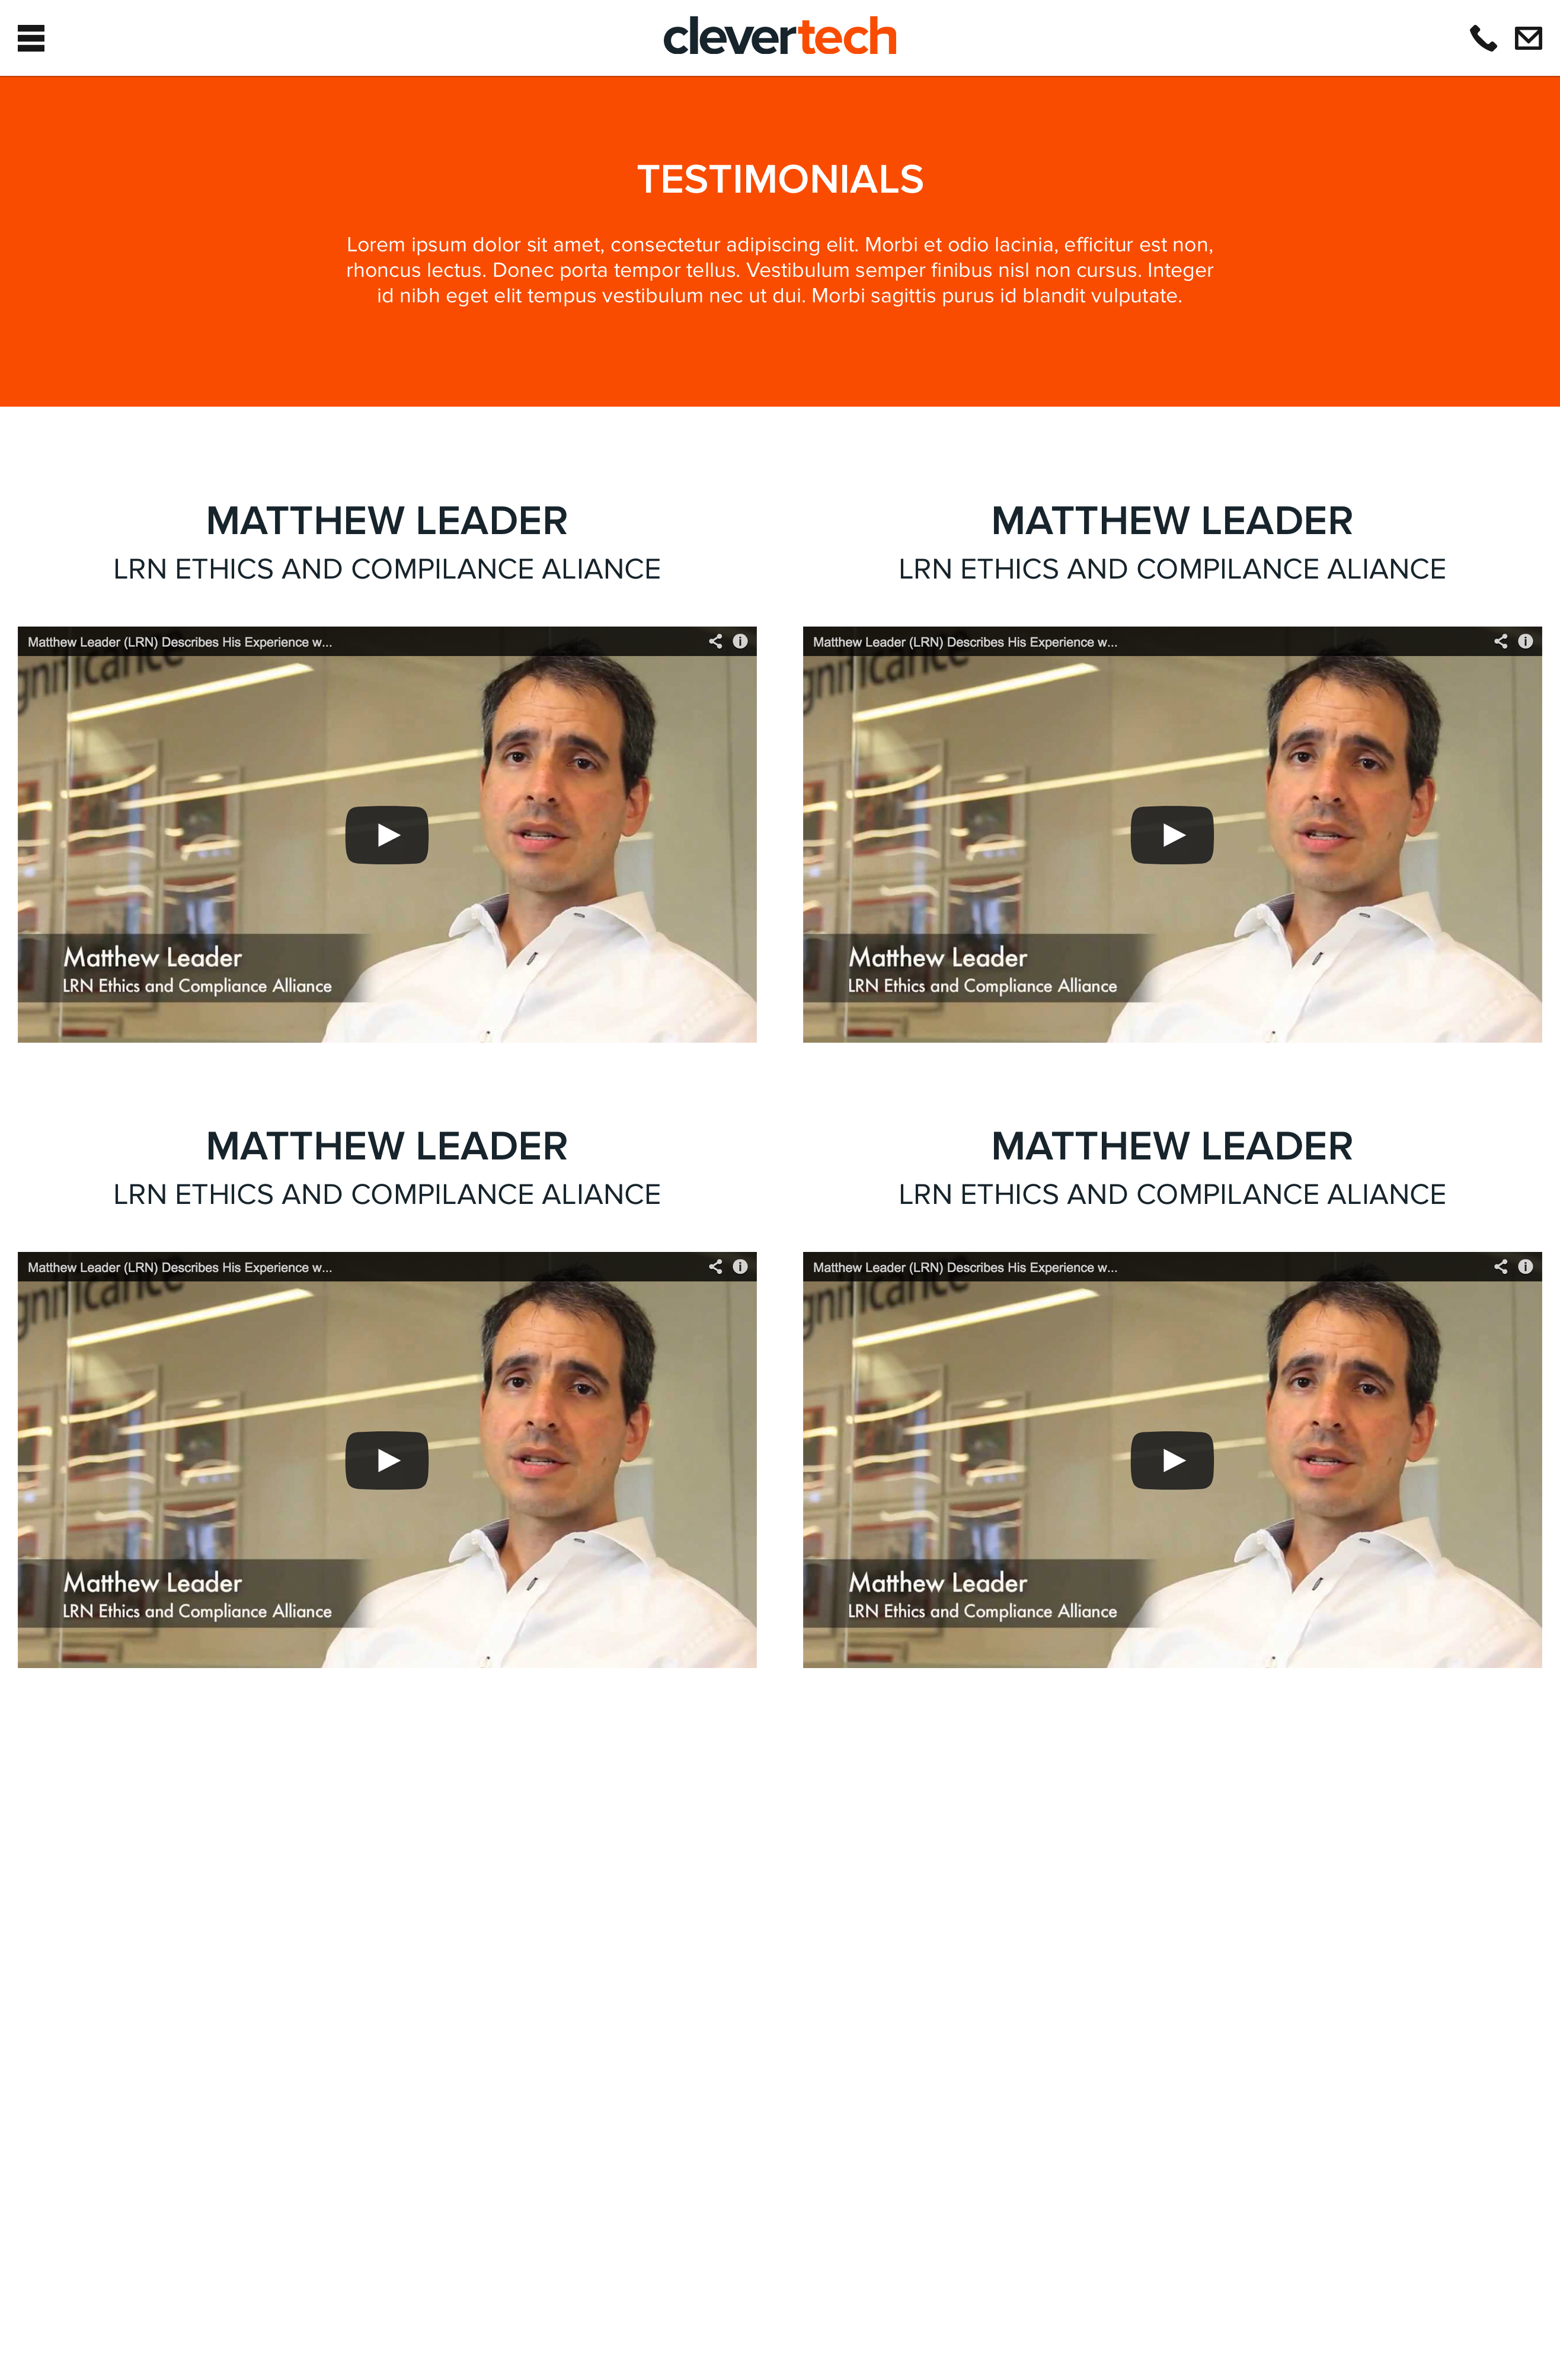 clevertech
TESTIMONIALS
Lorem ipsum dolor sit amet, consectetur adipiscing elit. Morbi et odio lacinia, efficitur est non,
rhoncus lectus. Donec porta tempor tellus. Vestibulum semper finibus nisl non cursus. Integer
id nibh eget elit tempus vestibulum nec ut dui. Morbi sagittis purus id blandit vulputate.
MATTHEW LEADER
LRN ETHICS AND COMPILANCE ALIANCE
Matthew Leader (LRN) Describes His Experience w...
Matthew Leader
LRN Ethics and Compliance Alliance
MATTHEW LEADER
LRN ETHICS AND COMPILANCE ALIANCE
Matthew Leader (LRN) Describes His Experience w...
Matthew Leader
LRN Ethics and Compliance Alliance
MATTHEW LEADER
LRN ETHICS AND COMPILANCE ALIANCE
Matthew Leader (LRN) Describes His Experience w...
Matthew Leader
LRN Ethics and Compliance Alliance
MATTHEW LEADER
LRN ETHICS AND COMPILANCE ALIANCE
Matthew Leader (LRN) Describes His Experience w...
Matthew Leader
LRN Ethics and Compliance Alliance